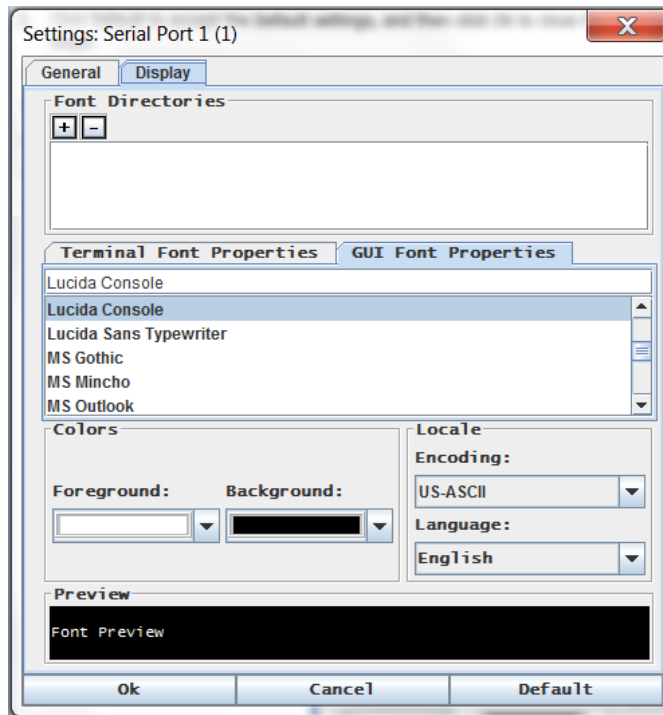 Settings: Serial Port 1 (1)
General Display
Font Directories
+ -
Terminal Font Properties GUI Font Properties
Lucida Console
Lucida Console
Lucida Sans Typewriter
MS Gothic
MS Mincho
MS Outlook
Colors Locale
Encoding:
Foreground: Background: US-ASCII
Language:
English
Preview
Font Preview
Ok Cancel Default